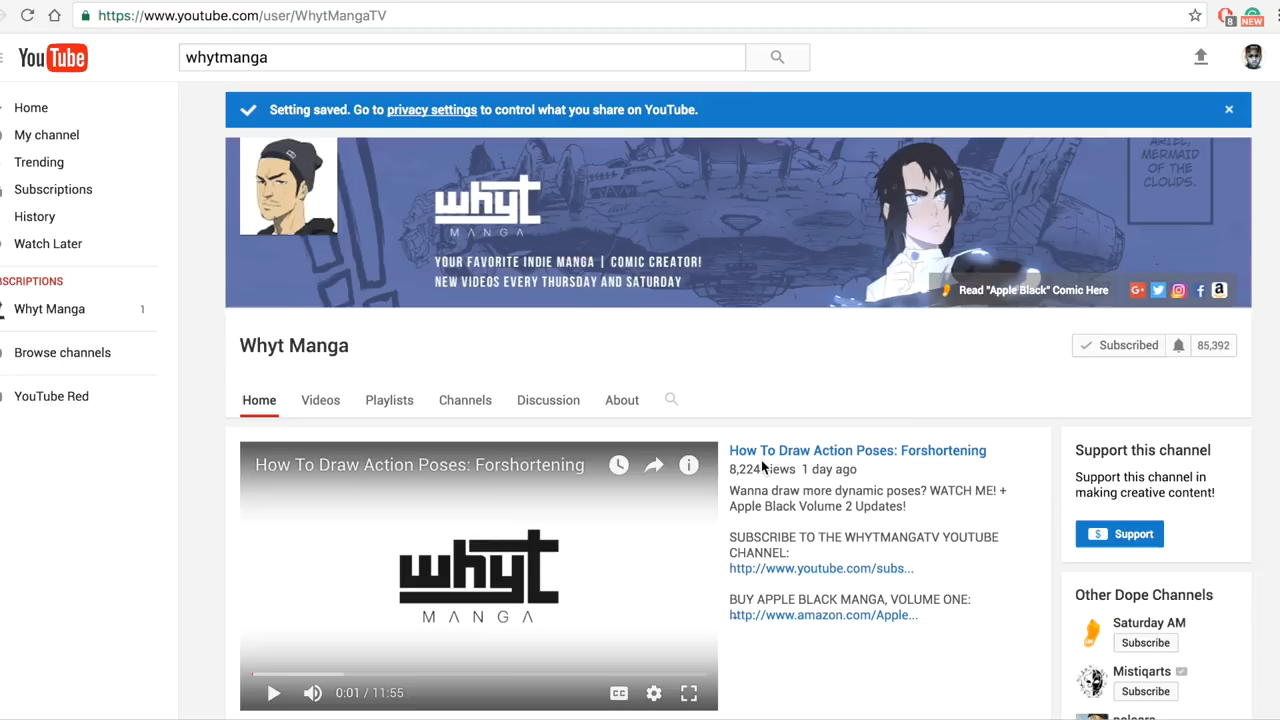 https://www.youtube.com/user/WhytMangaTV
8
NEW
YouTube
whytmanga
Home
My channel
Trending
Subscriptions
History
Watch Later
BSCRIPTIONS
Whyt Manga 1
Browse channels
YouTube Red
Setting saved. Go to privacy settings to control what you share on YouTube.
ARIEL,
MERMAID
OF THE
CLOUDS.
whyt
MANGA
YOUR FAVORITE INDIE MANGA | COMIC CREATOR!
NEW VIDEOS EVERY THURSDAY AND SATURDAY
Read "Apple Black" Comic Here
Whyt Manga
Subscribed 85,392
Home Videos Playlists Channels Discussion About
How To Draw Action Poses: Forshortening
whyt
MANGA
0:01 / 11:55
CC
How To Draw Action Poses: Forshortening
8,224 iews 1 day ago
Wanna draw more dynamic poses? WATCH ME! +
Apple Black Volume 2 Updates!
SUBSCRIBE TO THE WHYTMANGATV YOUTUBE
CHANNEL:
http://www.youtube.com/subs...
BUY APPLE BLACK MANGA, VOLUME ONE:
http://www.amazon.com/Apple...
Support this channel
Support this channel in
making creative content!
$ Support
Other Dope Channels
Saturday AM
Subscribe
Mistiqarts
Subscribe